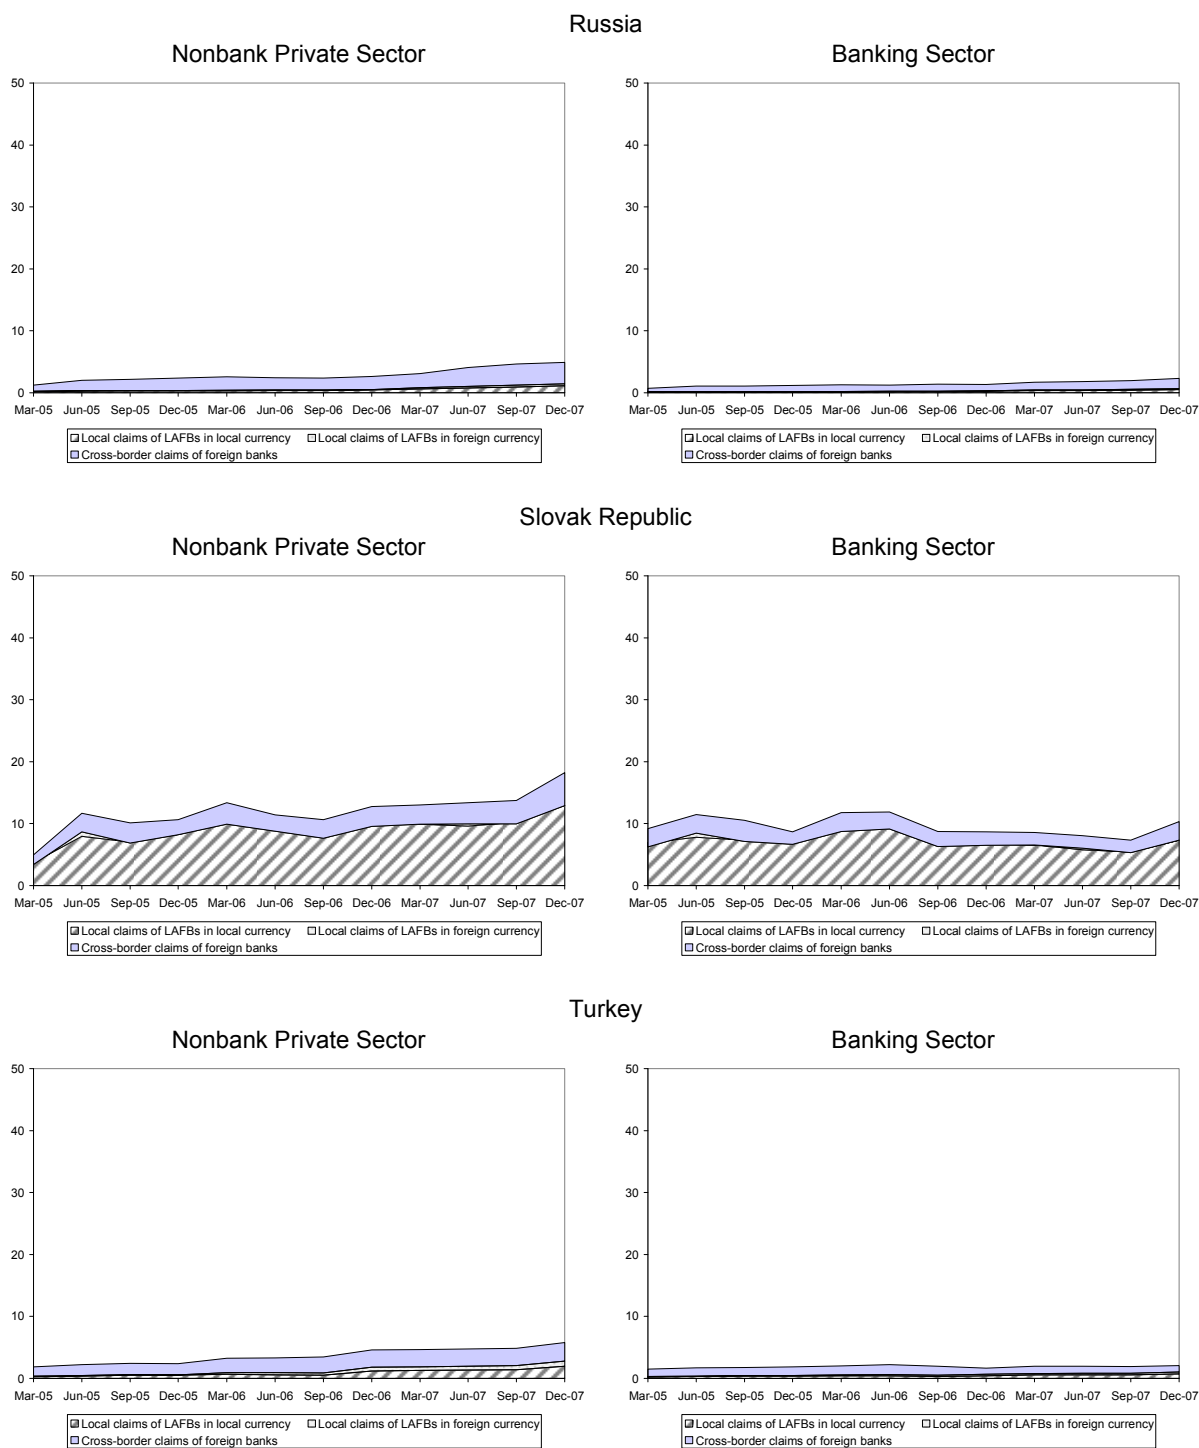 Russia
Nonbank Private Sector
Banking Sector
50
40
30
20
10
0
Mar-05 Jun-05 Sep-05 Dec-05 Mar-06 Jun-06 Sep-06 Dec-06 Mar-07 Jun-07 Sep-07 Dec-07
Local claims of LAFBs in local currency Local claims of LAFBs in foreign currency
Cross-border claims of foreign banks
50
40
30
20
10
0
Mar-05 Jun-05 Sep-05 Dec-05 Mar-06 Jun-06 Sep-06 Dec-06 Mar-07 Jun-07 Sep-07 Dec-07
Local claims of LAFBs in local currency Local claims of LAFBs in foreign currency
Cross-border claims of foreign banks
Slovak Republic
Nonbank Private Sector
Banking Sector
50
40
30
20
10
0
Mar-05 Jun-05 Sep-05 Dec-05 Mar-06 Jun-06 Sep-06 Dec-06 Mar-07 Jun-07 Sep-07 Dec-07
Local claims of LAFBs in local currency Local claims of LAFBs in foreign currency
Cross-border claims of foreign banks
50
40
30
20
10
0
Mar-05 Jun-05 Sep-05 Dec-05 Mar-06 Jun-06 Sep-06 Dec-06 Mar-07 Jun-07 Sep-07 Dec-07
Local claims of LAFBs in local currency Local claims of LAFBs in foreign currency
Cross-border claims of foreign banks
Turkey
Nonbank Private Sector
Banking Sector
50
40
30
20
10
0
Mar-05 Jun-05 Sep-05 Dec-05 Mar-06 Jun-06 Sep-06 Dec-06 Mar-07 Jun-07 Sep-07 Dec-07
Local claims of LAFBs in local currency Local claims of LAFBs in foreign currency
Cross-border claims of foreign banks
50
40
30
20
10
0
Mar-05 Jun-05 Sep-05 Dec-05 Mar-06 Jun-06 Sep-06 Dec-06 Mar-07 Jun-07 Sep-07 Dec-07
Local claims of LAFBs in local currency Local claims of LAFBs in foreign currency
Cross-border claims of foreign banks